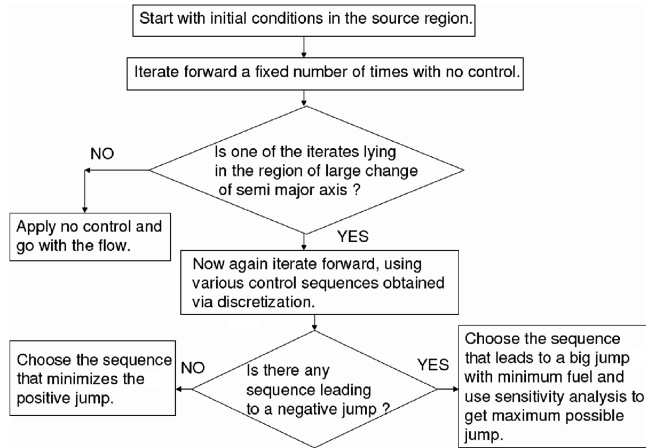 Start with initial conditions in the source region.
Iterate forward a fixed number of times with no control.
Is one of the iterates lying
in the region of large change
of semi major axis ?
NO
Apply no control and
go with the flow.
YES
Now again iterate forward, using
various control sequences obtained
via discretization.
Is there any
sequence leading
to a negative jump ?
NO
Choose the sequence
that minimizes the
positive jump.
YES
Choose the sequence
that leads to a big jump
with minimum fuel and
use sensitivity analysis to
get maximum possible
jump.